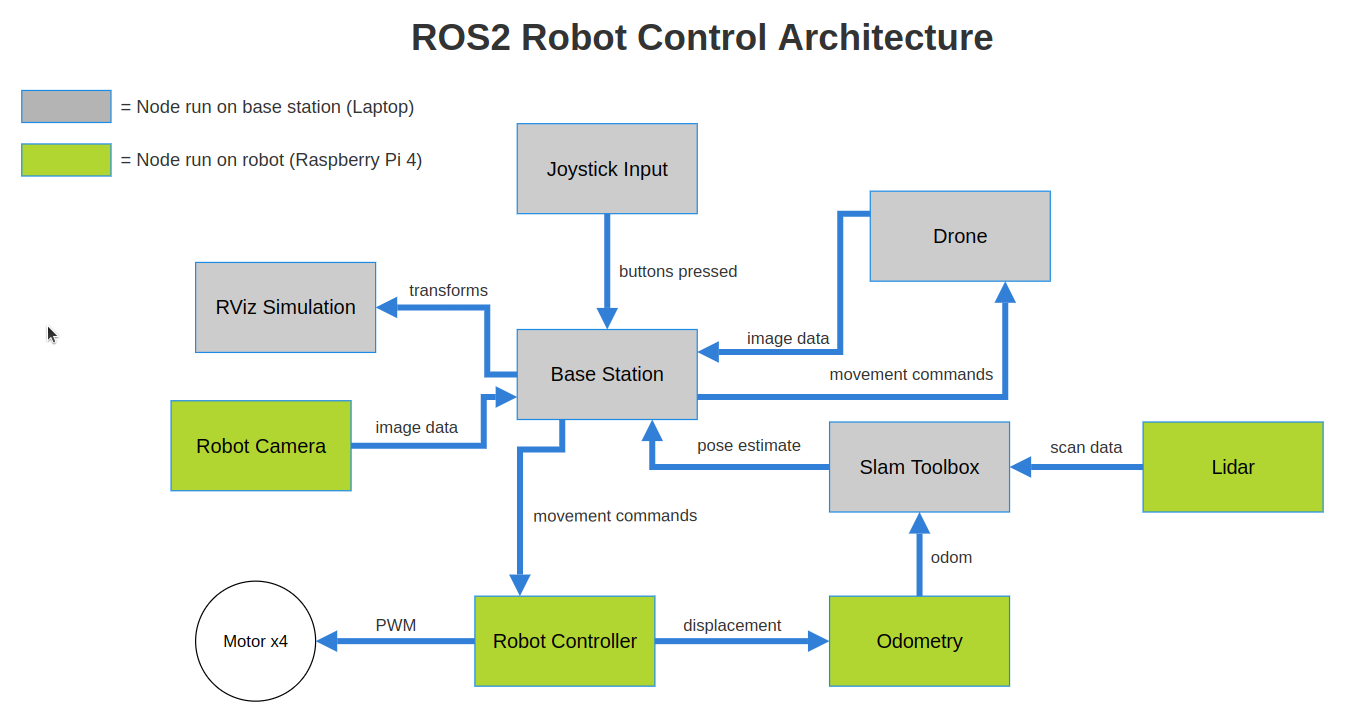 ROS2 Robot Control Architecture
= Node run on base station (Laptop)
= Node run on robot (Raspberry Pi 4)
Joystick Input
Drone
buttons pressed
RViz Simulation
transforms
image data
Base Station
movement commands
Robot Camera
image data
pose estimate
Slam Toolbox
scan data
Lidar
movement commands
odom
Motor x4
PWM
Robot Controller
displacement
Odometry